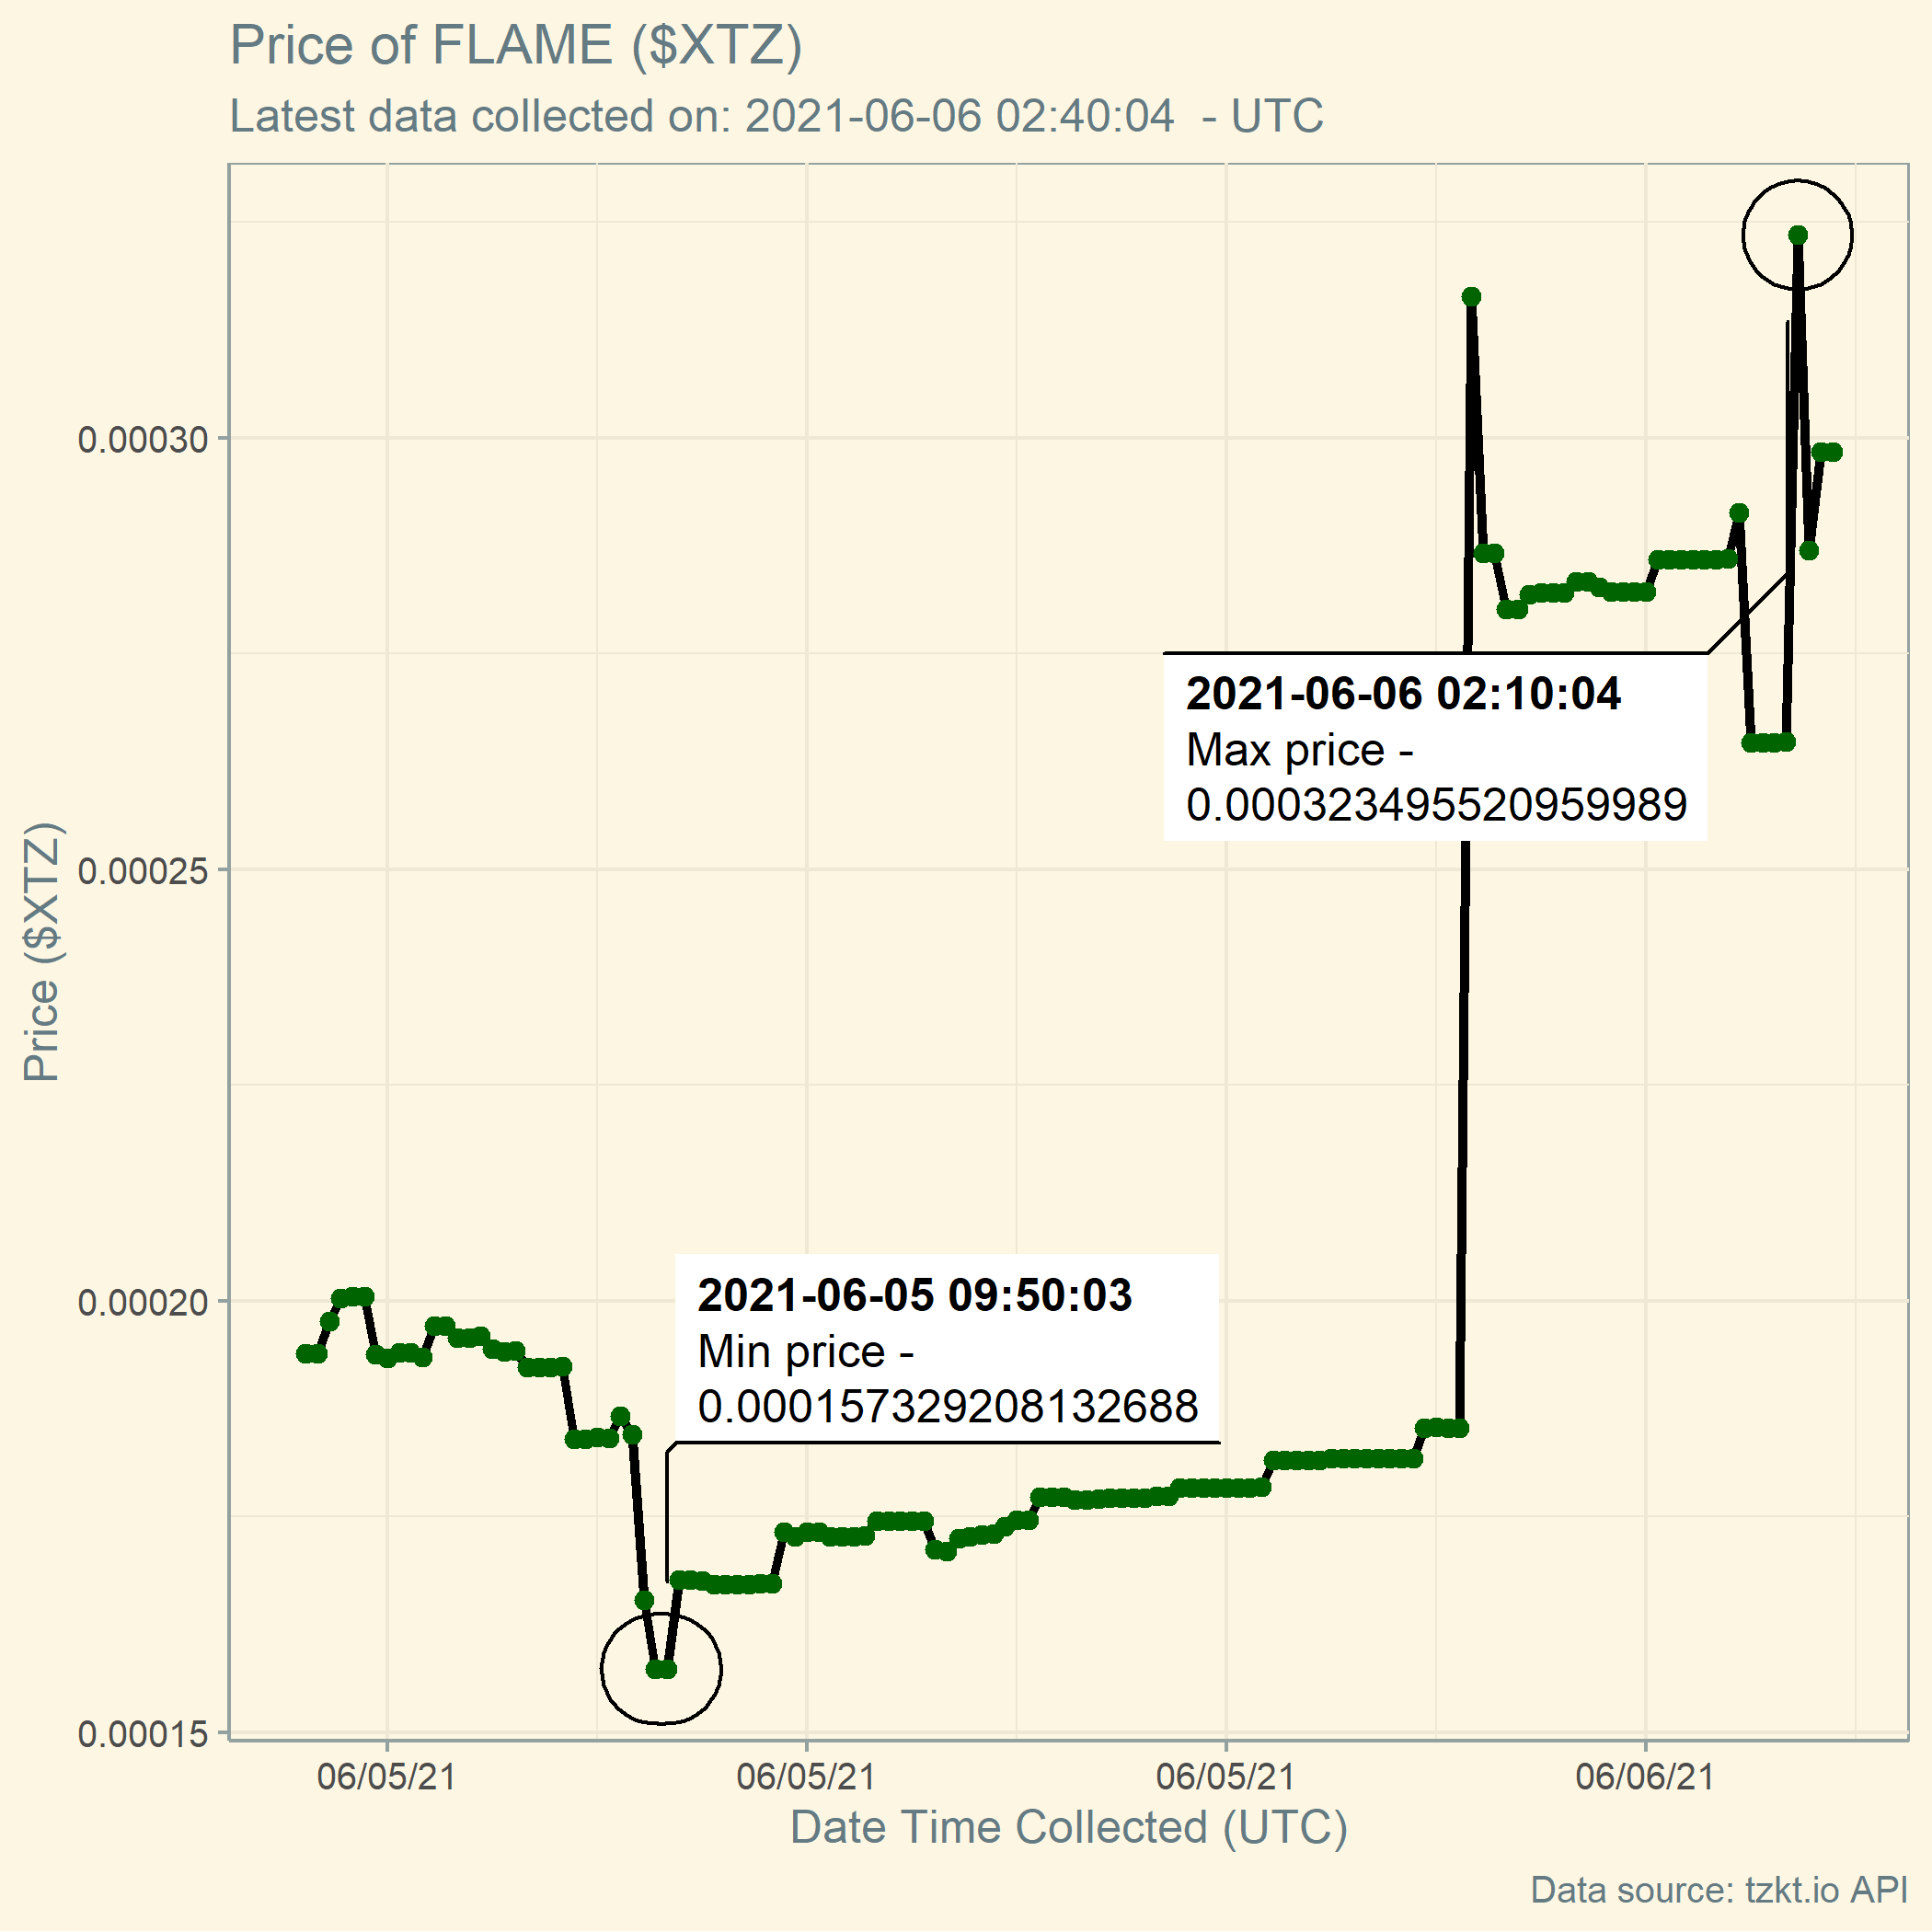 Price of FLAME ($XTZ)
Latest data collected on: 2021-06-06 02:40:04  - UTC
0.00030
2021-06-06 02:10:04
Max price -
0.000323495520959989
0.00025
Price ($XTZ)
0.00020
2021-06-05 09:50:03
Min price -
0.000157329208132688
0.00015
06/05/21
06/05/21
06/05/21
06/06/21
Date Time Collected (UTC)
Data source: tzkt.io API